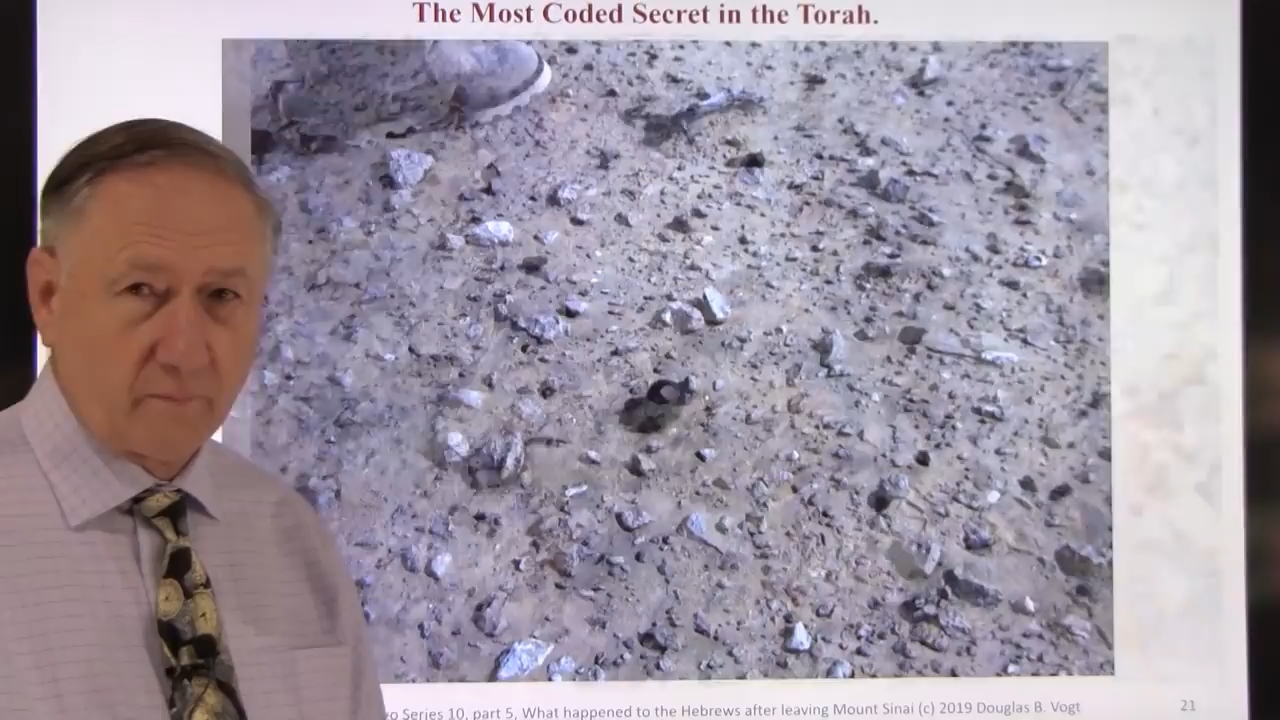 The Most Coded Secret in the Torah.
Series 10, part 5, What happened to the Hebrews after leaving Mount Sinai (c) 2019 Douglas B. Vogt
21